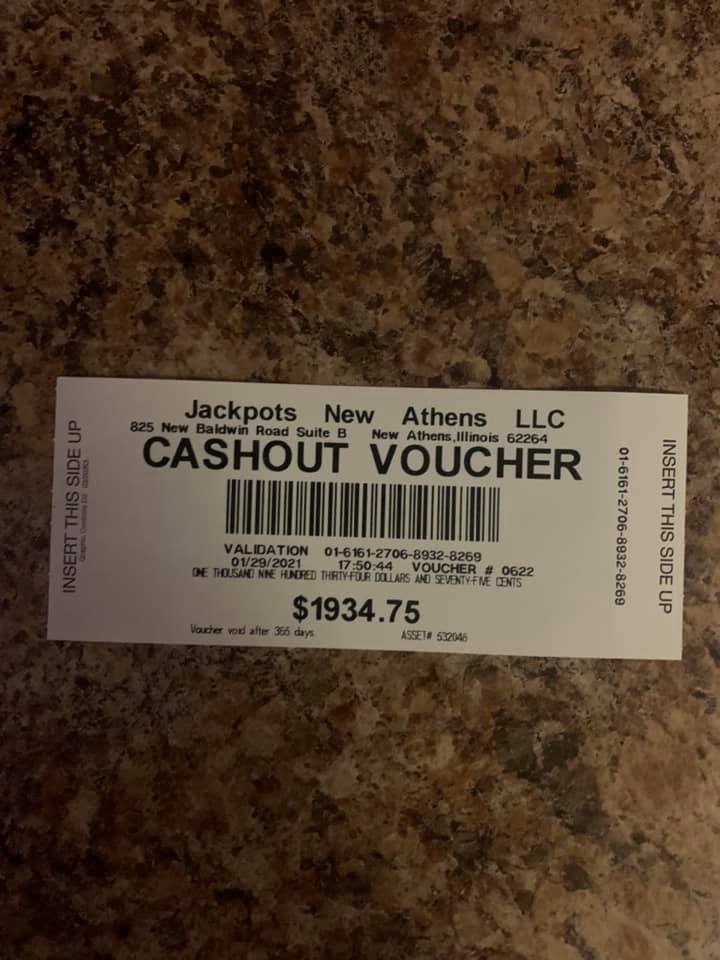 Jackpots New Athens LLC
825 New Baldwin Road Suite B New Athens,Illinois 62264
CASHOUT VOUCHER
VALIDATION 01-6161-2706-8932-8269
01/29/2021 17:50:44 VOUCHER # 0622
ONE THOUSAND NINE HUNDRED THIRTY-FOUR DOLLARS AND SEVENTY-FIVE CENTS
$1934.75
Voucher void after 365 days ASSET# 532046
INSERT THIS SIDE UP
01-6161-2706-8932-8269
INSERT THIS SIDE UP